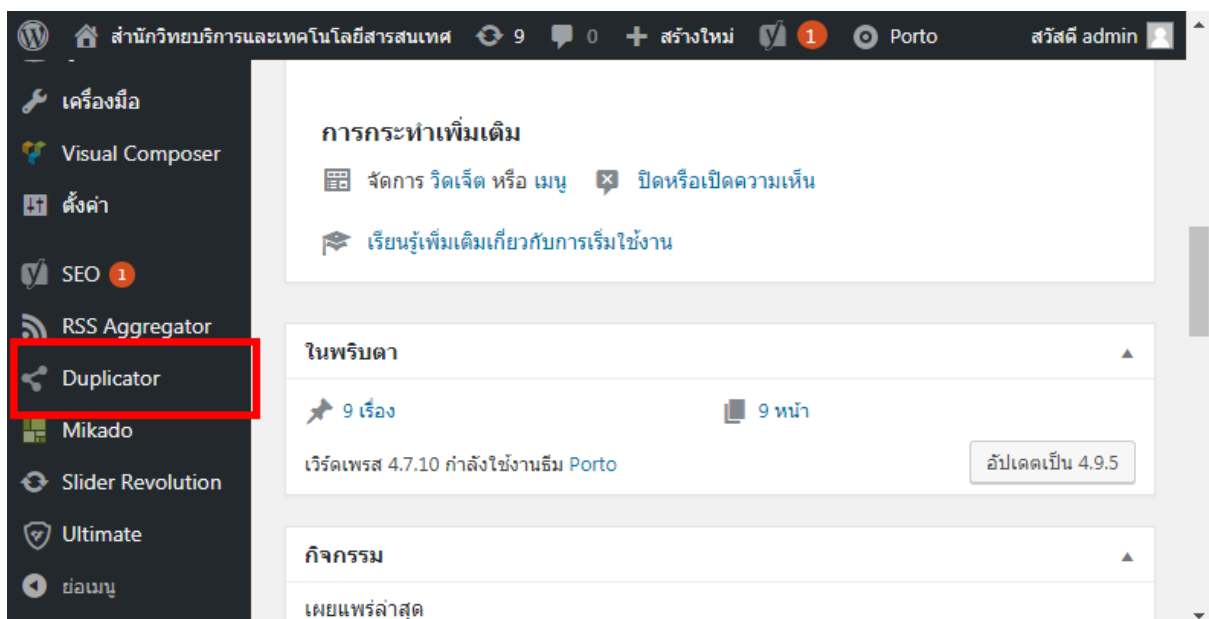 สำนักวิทยบริการและเทคโนโลยีสารสนเทศ 9 0 + สร้างใหม่ 1 Porto สวัสดี admin
เครื่องมือ
Visual Composer
ตั้งค่า
SEO 1
RSS Aggregator
Duplicator
Mikado
Slider Revolution
Ultimate
ย่อเมนู
การกระทำเพิ่มเติม
จัดการ วิดเจ็ต หรือ เมนู ปิดหรือเปิดความเห็น
เรียนรู้เพิ่มเติมเกี่ยวกับการเริ่มใช้งาน
ในพริบตา
9 เรื่อง 9 หน้า
เวิร์ดเพรส 4.7.10 กำลังใช้งานธีม Porto อัปเดตเป็น 4.9.5
กิจกรรม
เผยแพร่ล่าสุด